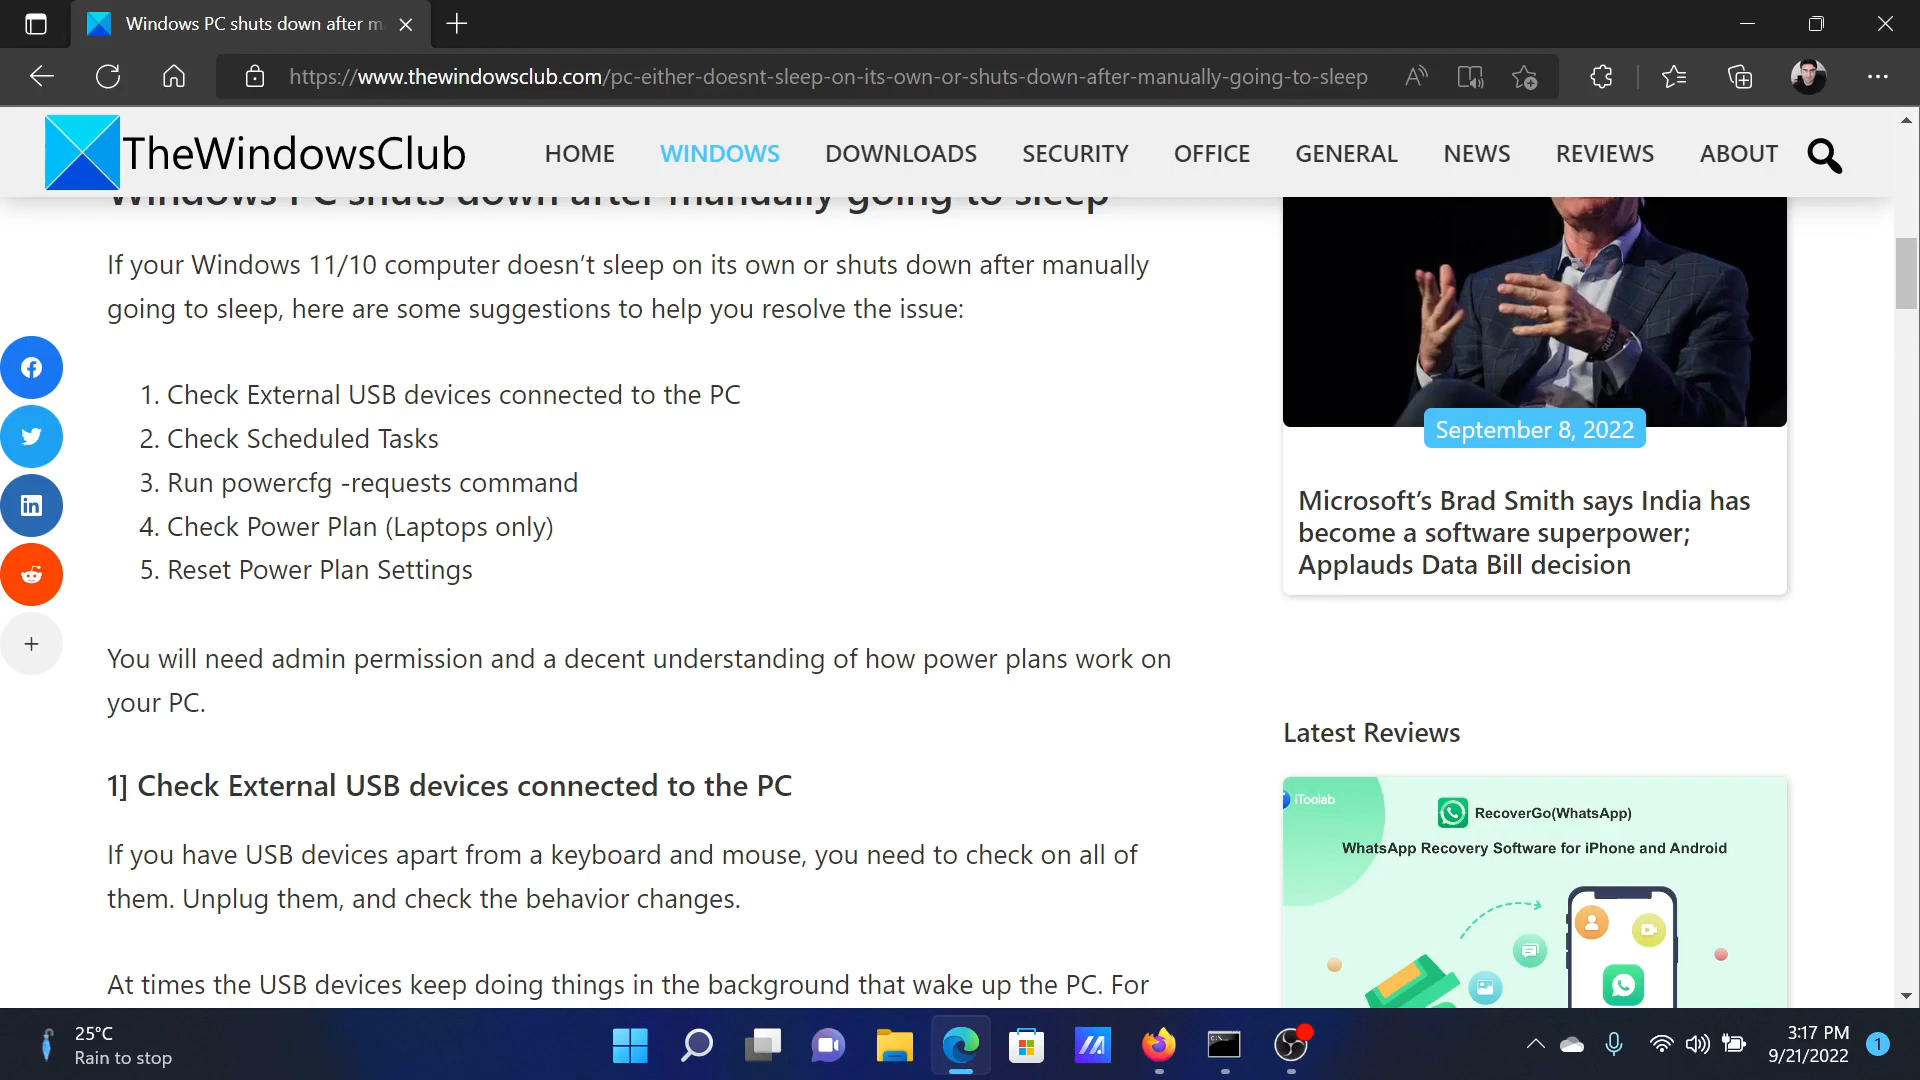 Windows PC shuts down after m
https://www.thewindowsclub.com/pc-either-doesnt-sleep-on-its-own-or-shuts-down-after-manually-going-to-sleep
TheWindowsClub
HOME
WINDOWS
DOWNLOADS
SECURITY
OFFICE
GENERAL
NEWS
REVIEWS
ABOUT
Windows PC shuts down after manually going to sleep
If your Windows 11/10 computer doesn’t sleep on its own or shuts down after manually
going to sleep, here are some suggestions to help you resolve the issue:
1. Check External USB devices connected to the PC
2. Check Scheduled Tasks
3. Run powercfg -requests command
4. Check Power Plan (Laptops only)
5. Reset Power Plan Settings
You will need admin permission and a decent understanding of how power plans work on
your PC.
1] Check External USB devices connected to the PC
If you have USB devices apart from a keyboard and mouse, you need to check on all of
them. Unplug them, and check the behavior changes.
At times the USB devices keep doing things in the background that wake up the PC. For
September 8, 2022
Microsoft’s Brad Smith says India has
become a software superpower;
Applauds Data Bill decision
Latest Reviews
iToolab
RecoverGo(WhatsApp)
WhatsApp Recovery Software for iPhone and Android
25°C
Rain to stop
3:17 PM
9/21/2022
1